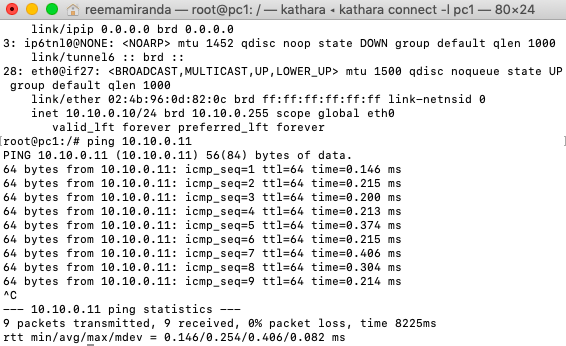 reemamiranda — root@pc1: / — kathara ◂ kathara connect -l pc1 — 80×24
link/ipip 0.0.0.0 brd 0.0.0.0
3: ip6tnl0@NONE: <NOARP> mtu 1452 qdisc noop state DOWN group default qlen 1000
link/tunnel6 :: brd ::
28: eth0@if27: <BROADCAST,MULTICAST,UP,LOWER_UP> mtu 1500 qdisc noqueue state UP
group default qlen 1000
link/ether 02:4b:96:0d:82:0c brd ff:ff:ff:ff:ff:ff link-netnsid 0
inet 10.10.0.10/24 brd 10.10.0.255 scope global eth0
valid_lft forever preferred_lft forever
[root@pc1:/# ping 10.10.0.11 ]
PING 10.10.0.11 (10.10.0.11) 56(84) bytes of data.
64 bytes from 10.10.0.11: icmp_seq=1 ttl=64 time=0.146 ms
64 bytes from 10.10.0.11: icmp_seq=2 ttl=64 time=0.215 ms
64 bytes from 10.10.0.11: icmp_seq=3 ttl=64 time=0.200 ms
64 bytes from 10.10.0.11: icmp_seq=4 ttl=64 time=0.213 ms
64 bytes from 10.10.0.11: icmp_seq=5 ttl=64 time=0.374 ms
64 bytes from 10.10.0.11: icmp_seq=6 ttl=64 time=0.215 ms
64 bytes from 10.10.0.11: icmp_seq=7 ttl=64 time=0.406 ms
64 bytes from 10.10.0.11: icmp_seq=8 ttl=64 time=0.304 ms
64 bytes from 10.10.0.11: icmp_seq=9 ttl=64 time=0.214 ms
^C
--- 10.10.0.11 ping statistics ---
9 packets transmitted, 9 received, 0% packet loss, time 8225ms
rtt min/avg/max/mdev = 0.146/0.254/0.406/0.082 ms